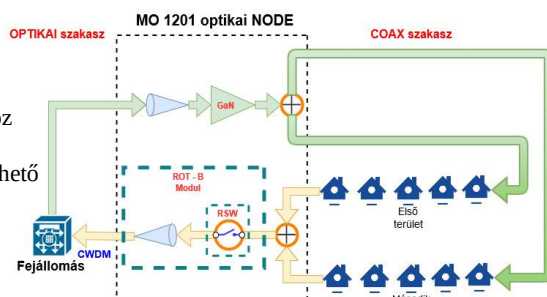 MO 1201 optikai NODE
OPTIKAI szakasz
COAX szakasz
GaN
ROT - B
Modul
RSW
CWDM
Fejállomás
Első
terület